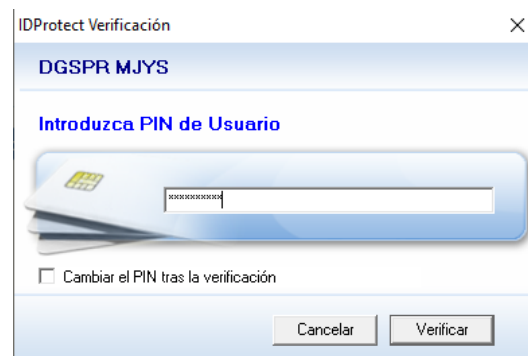 IDProtect Verificación
DGSPR MJYS
Introduzca PIN de Usuario
××××××××××
Cambiar el PIN tras la verificación
Cancelar
Verificar